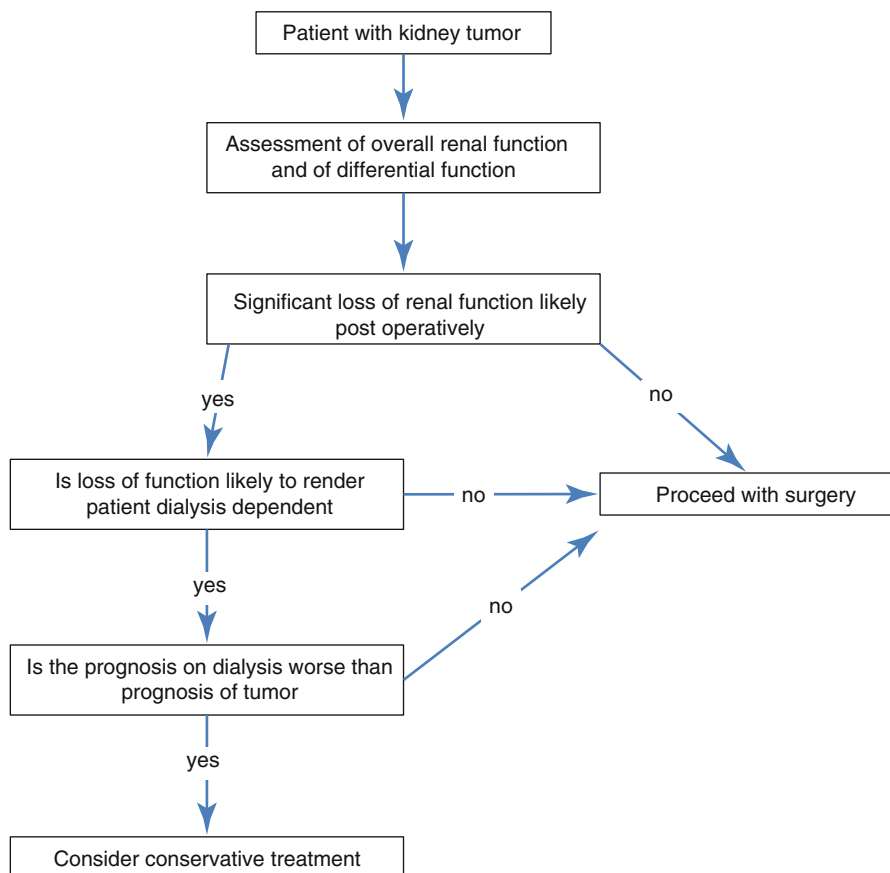 Patient with kidney tumor
Assessment of overall renal function
and of differential function
Significant loss of renal function likely
post operatively
yes
no
Is loss of function likely to render
patient dialysis dependent
no
Proceed with surgery
yes
no
Is the prognosis on dialysis worse than
prognosis of tumor
yes
Consider conservative treatment